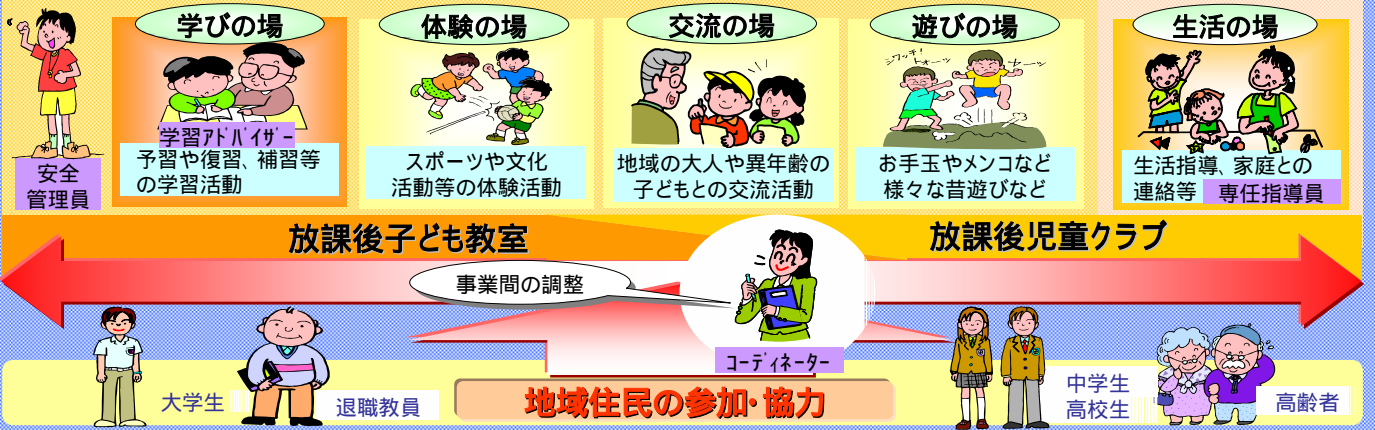 学びの場
体験の場
交流の場
遊びの場
生活の場
ジワッチ!
トォーッ
セーッ
学習ｱﾄﾞﾊﾞｲｻﾞｰ
予習や復習、補習等
の学習活動
スポーツや文化
活動等の体験活動
地域の大人や異年齢の
子どもとの交流活動
お手玉やメンコなど
様々な昔遊びなど
生活指導、家庭との
連絡等
専任指導員
安全
管理員
放課後子ども教室
放課後児童クラブ
事業間の調整
ｺｰﾃﾞｨﾈｰﾀｰ
大学生
退職教員
地域住民の参加･協力
中学生
高校生
高齢者